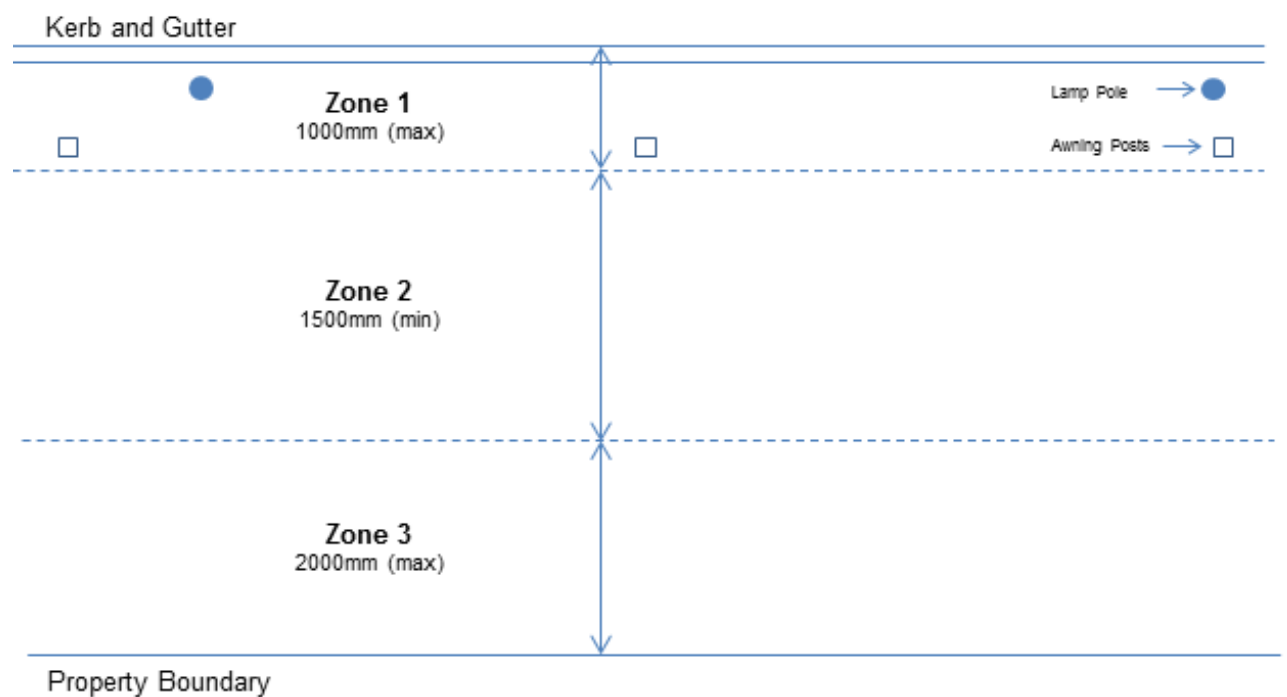 Kerb and Gutter
Zone 1
1000mm (max)
Lamp Pole
Awning Posts
Zone 2
1500mm (min)
Zone 3
2000mm (max)
Property Boundary